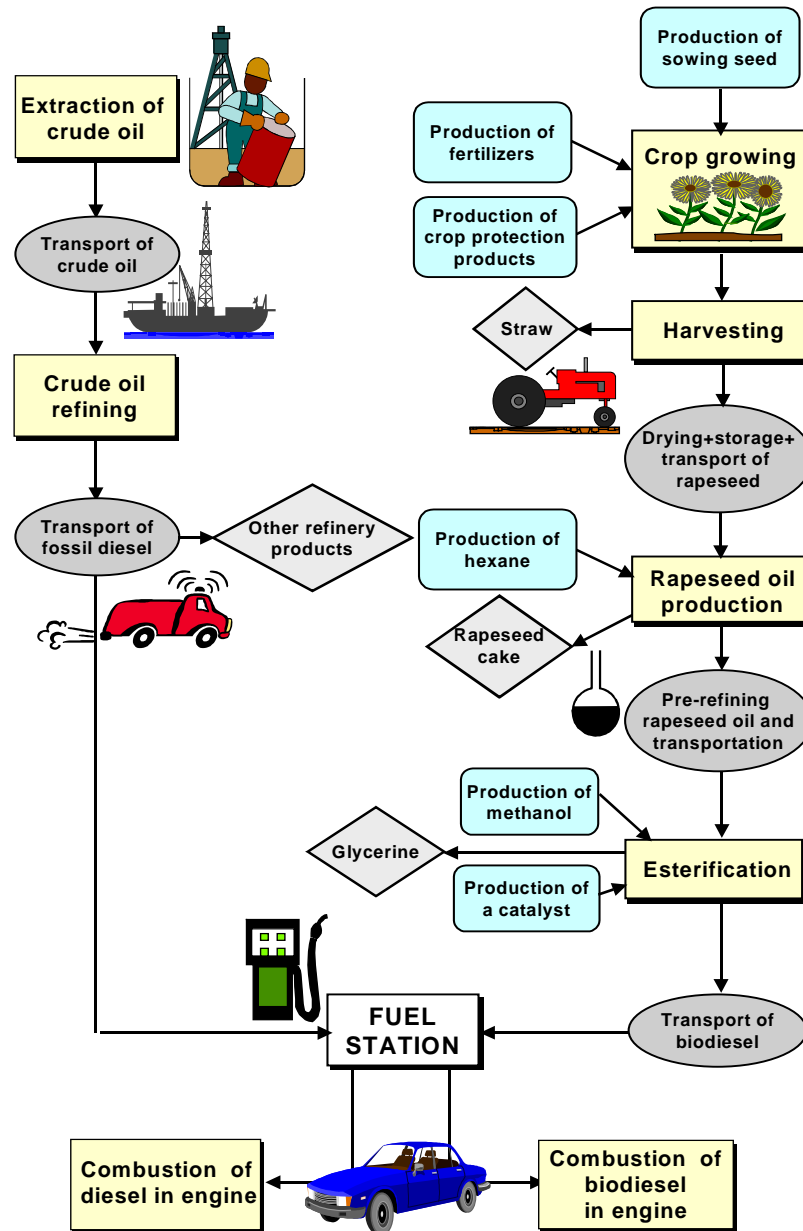 Production of
sowing seed
Extraction of
crude oil
Production of
fertilizers
Crop growing
Production of
crop protection
products
Transport of
crude oil
Straw
Harvesting
Crude oil
refining
Drying+storage+
transport of
rapeseed
Transport of
fossil diesel
Other refinery
products
Production of
hexane
Rapeseed oil
production
Rapeseed
cake
Pre-refining
rapeseed oil and
transportation
Production of
methanol
Glycerine
Esterification
Production of
a catalyst
FUEL
STATION
Transport of
biodiesel
Combustion of
diesel in engine
Combustion of
biodiesel
in engine